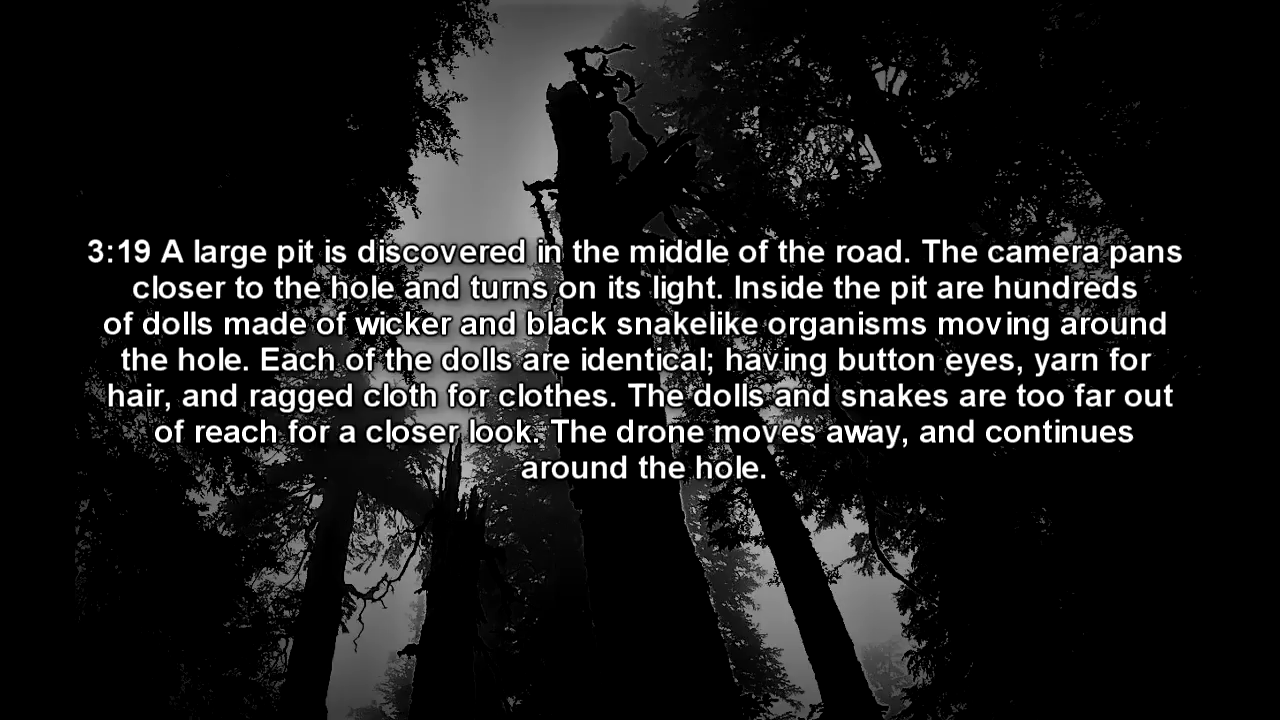 3:19 A large pit is discovered in the middle of the road. The camera pans
closer to the hole and turns on its light. Inside the pit are hundreds
of dolls made of wicker and black snakelike organisms moving around
the hole. Each of the dolls are identical; having button eyes, yarn for
hair, and ragged cloth for clothes. The dolls and snakes are too far out
of reach for a closer look. The drone moves away, and continues
around the hole.